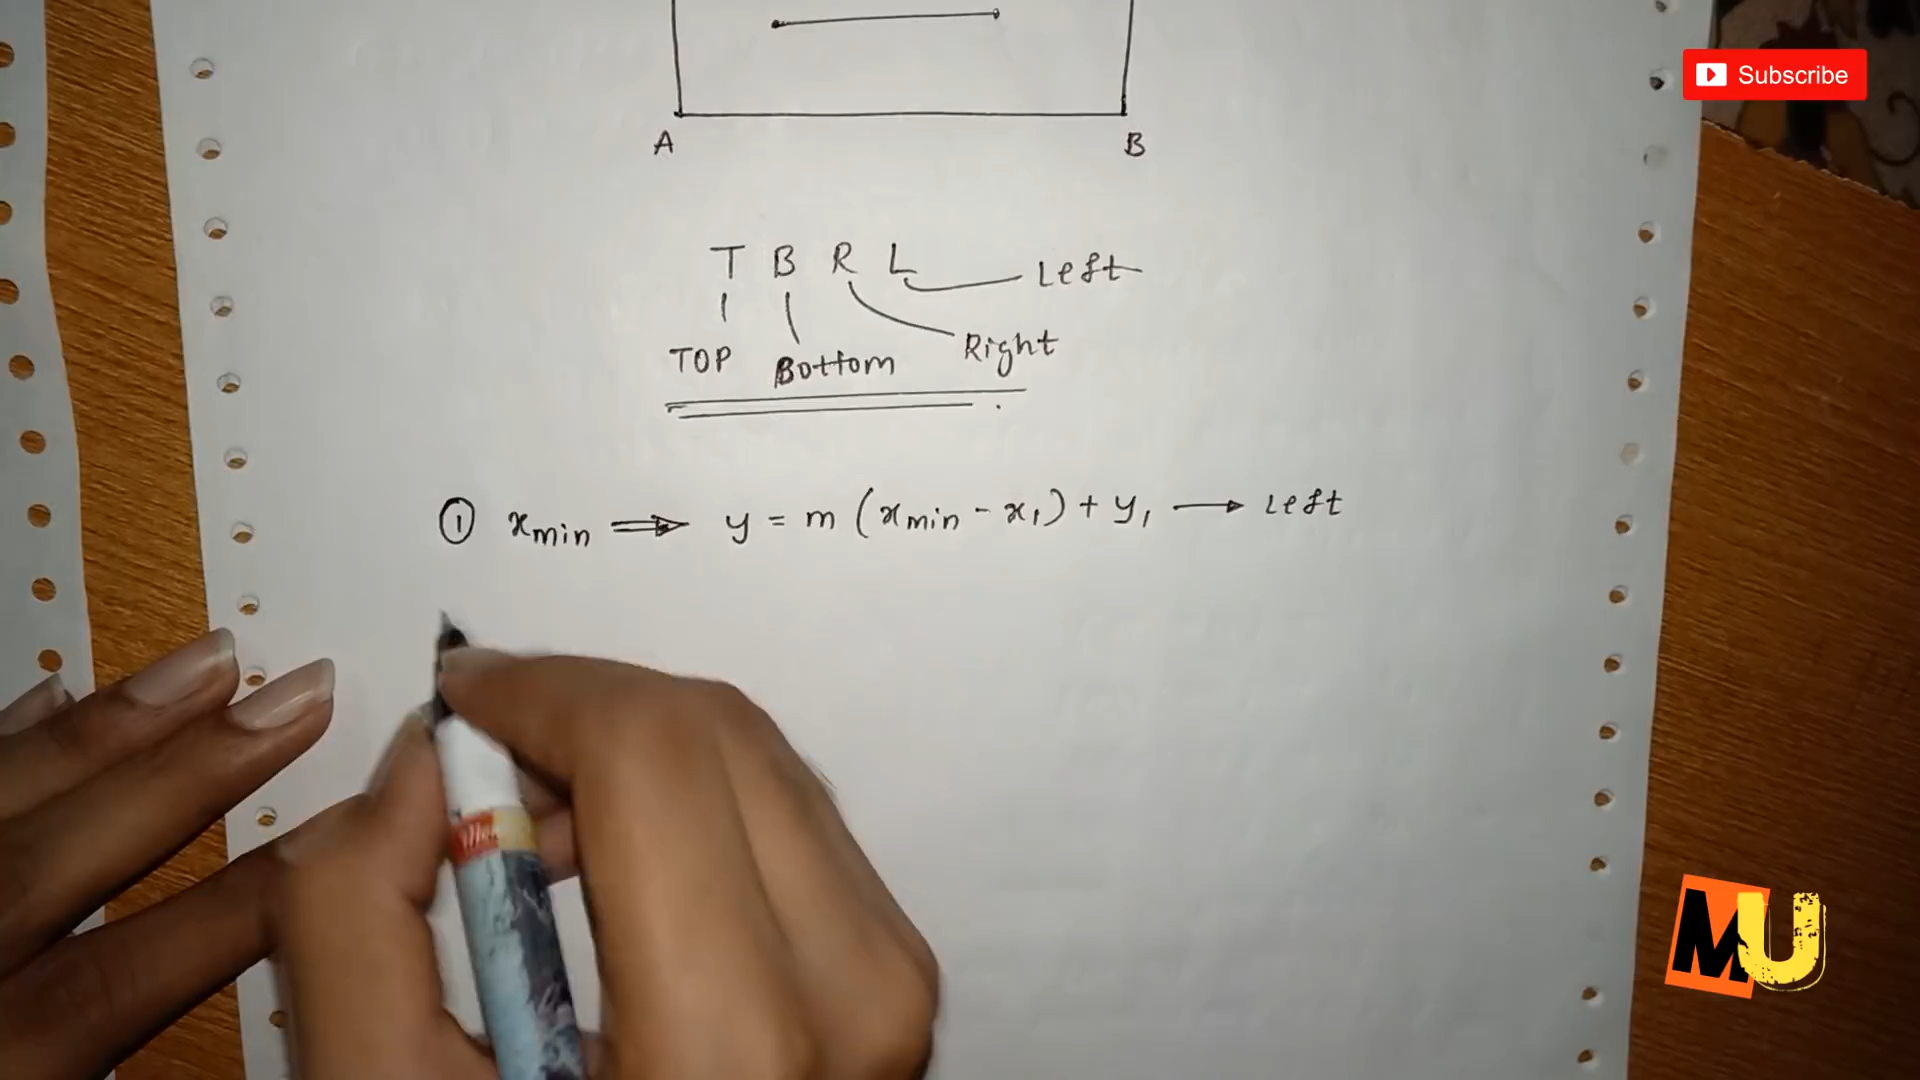 Subscribe
A B
T B R L Left
TOP Bottom Right
① xmin ⇒ y = m (xmin - x1) + y1 → Left
MU